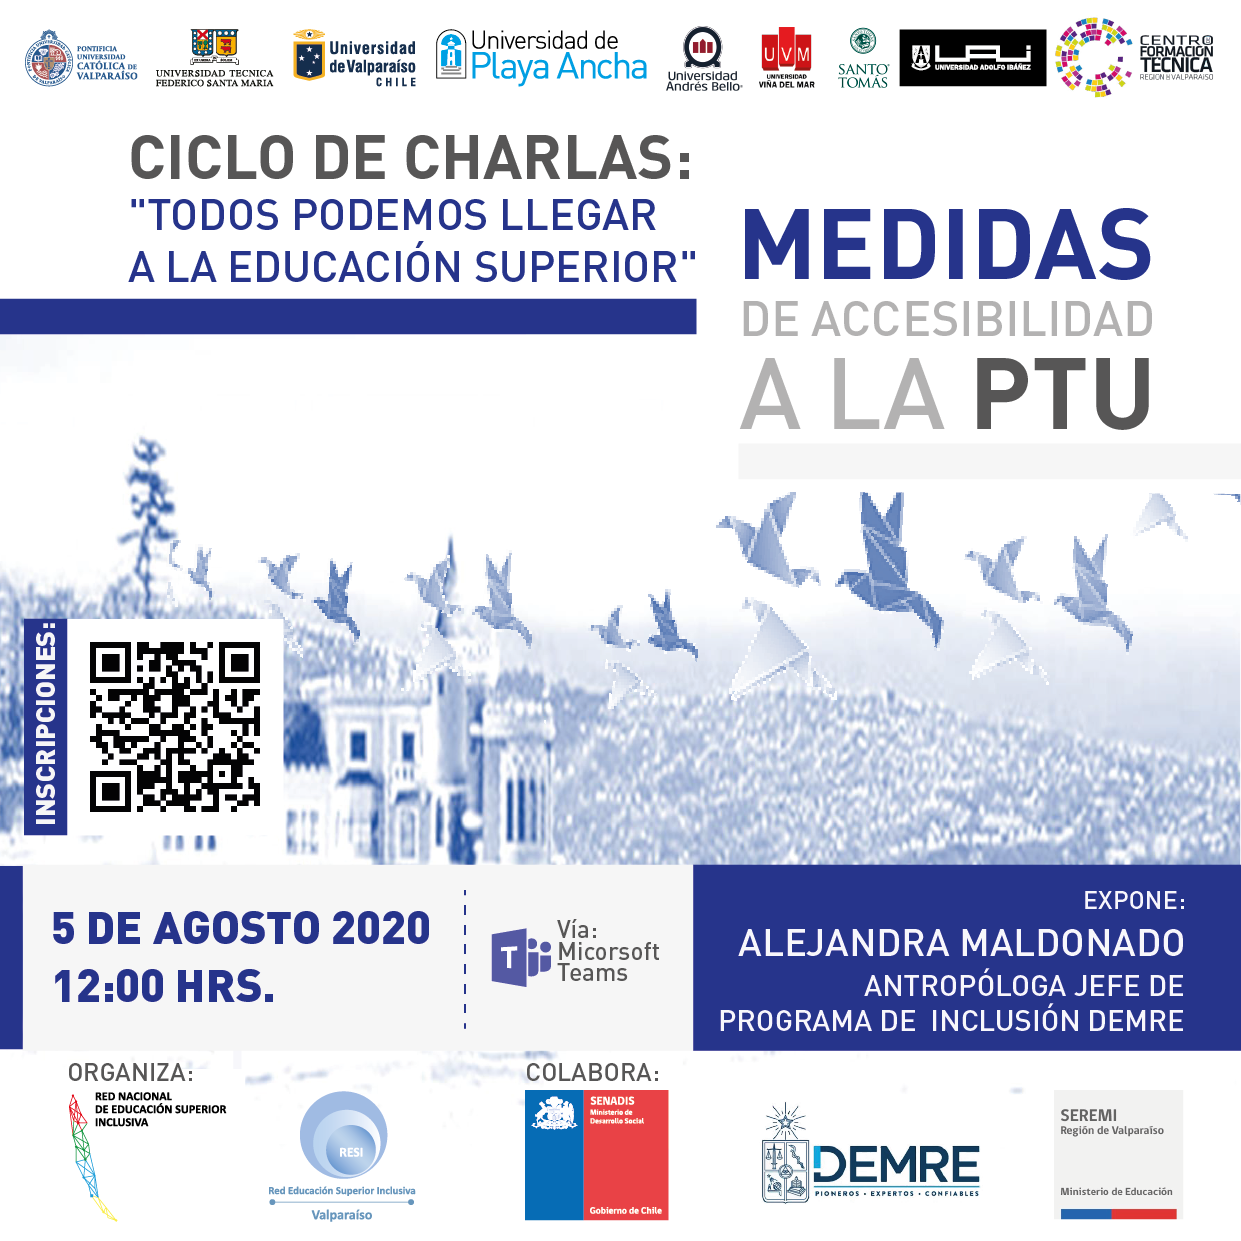 PONTIFICIA
UNIVERSIDAD
CATÓLICA DE
VALPARAÍSO
UNIVERSIDAD TECNICA
FEDERICO SANTA MARIA
Universidad
de Valparaíso
CHILE
Universidad de
Playa Ancha
Universidad
Andrés Bello
UVM
UNIVERSIDAD
VIÑA DEL MAR
SANTO
TOMÁS
UAI
UNIVERSIDAD ADOLFO IBÁÑEZ
CENTRO DE
FORMACIÓN
TÉCNICA
REGIÓN DE VALPARAÍSO
CICLO DE CHARLAS:
"TODOS PODEMOS LLEGAR
A LA EDUCACIÓN SUPERIOR"
MEDIDAS
DE ACCESIBILIDAD
A LA PTU
INSCRIPCIONES:
5 DE AGOSTO 2020
12:00 HRS.
T
Vía:
Micorsoft
Teams
EXPONE:
ALEJANDRA MALDONADO
ANTROPÓLOGA JEFE DE
PROGRAMA DE INCLUSIÓN DEMRE
ORGANIZA:
RED NACIONAL
DE EDUCACIÓN SUPERIOR
INCLUSIVA
RESI
Red Educación Superior Inclusiva
Valparaíso
COLABORA:
SENADIS
Ministerio de
Desarrollo Social
Gobierno de Chile
DEMRE
PIONEROS • EXPERTOS • CONFIABLES
SEREMI
Región de Valparaíso
Ministerio de Educación